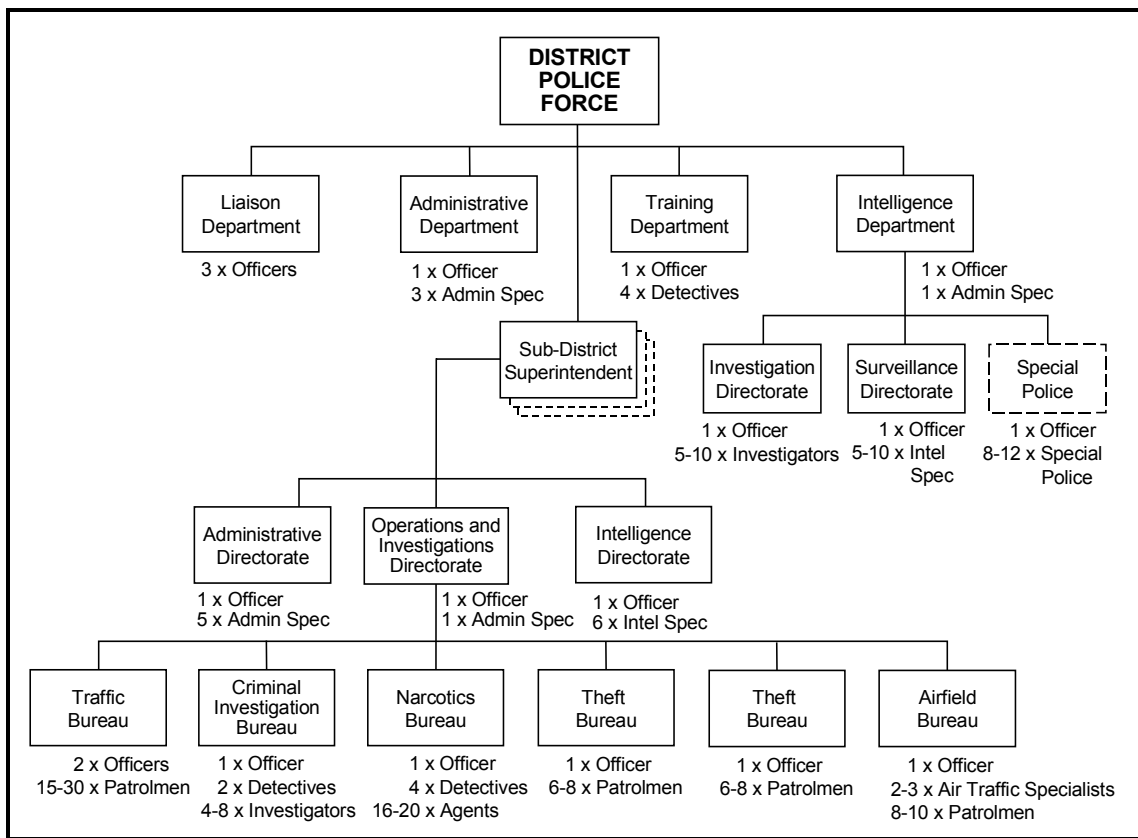 DISTRICT
POLICE
FORCE
Liaison
Department
3 x Officers
Administrative
Department
1 x Officer
3 x Admin Spec
Training
Department
1 x Officer
4 x Detectives
Intelligence
Department
1 x Officer
1 x Admin Spec
Sub-District
Superintendent
Investigation
Directorate
1 x Officer
5-10 x Investigators
Surveillance
Directorate
1 x Officer
5-10 x Intel
Spec
Special
Police
1 x Officer
8-12 x Special
Police
Administrative
Directorate
1 x Officer
5 x Admin Spec
Operations and
Investigations
Directorate
1 x Officer
1 x Admin Spec
Intelligence
Directorate
1 x Officer
6 x Intel Spec
Traffic
Bureau
2 x Officers
15-30 x Patrolmen
Criminal
Investigation
Bureau
1 x Officer
2 x Detectives
4-8 x Investigators
Narcotics
Bureau
1 x Officer
4 x Detectives
16-20 x Agents
Theft
Bureau
1 x Officer
6-8 x Patrolmen
Theft
Bureau
1 x Officer
6-8 x Patrolmen
Airfield
Bureau
1 x Officer
2-3 x Air Traffic Specialists
8-10 x Patrolmen